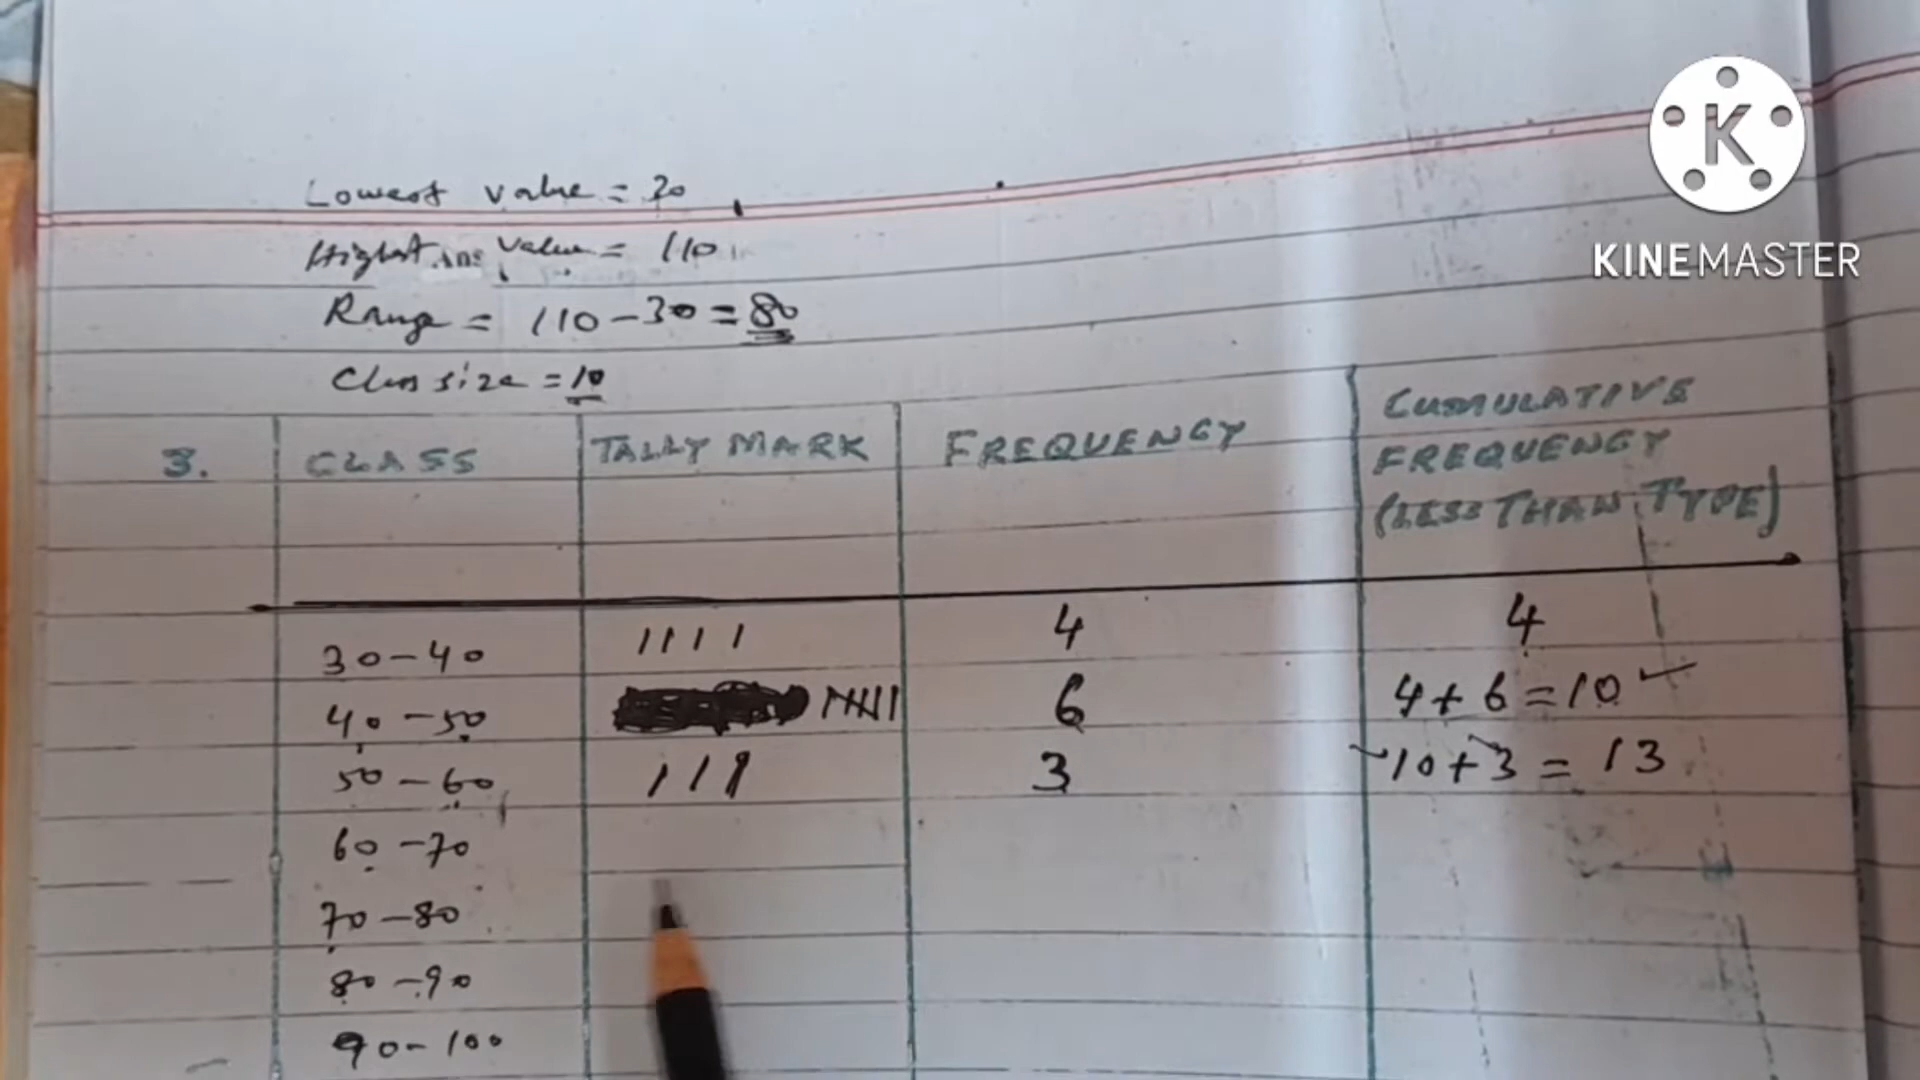 K
KINEMASTER
Lowest value = 30
Highest value = 110
Range = 110 - 30 = 80
Class size = 10
3. CLASS TALLY MARK FREQUENCY CUMULATIVE FREQUENCY (LESS THAN TYPE)
30-40 |||| 4 4
40-50 6 4+6=10
50-60 ||| 3 10+3=13
60-70
70-80
80-90
90-100